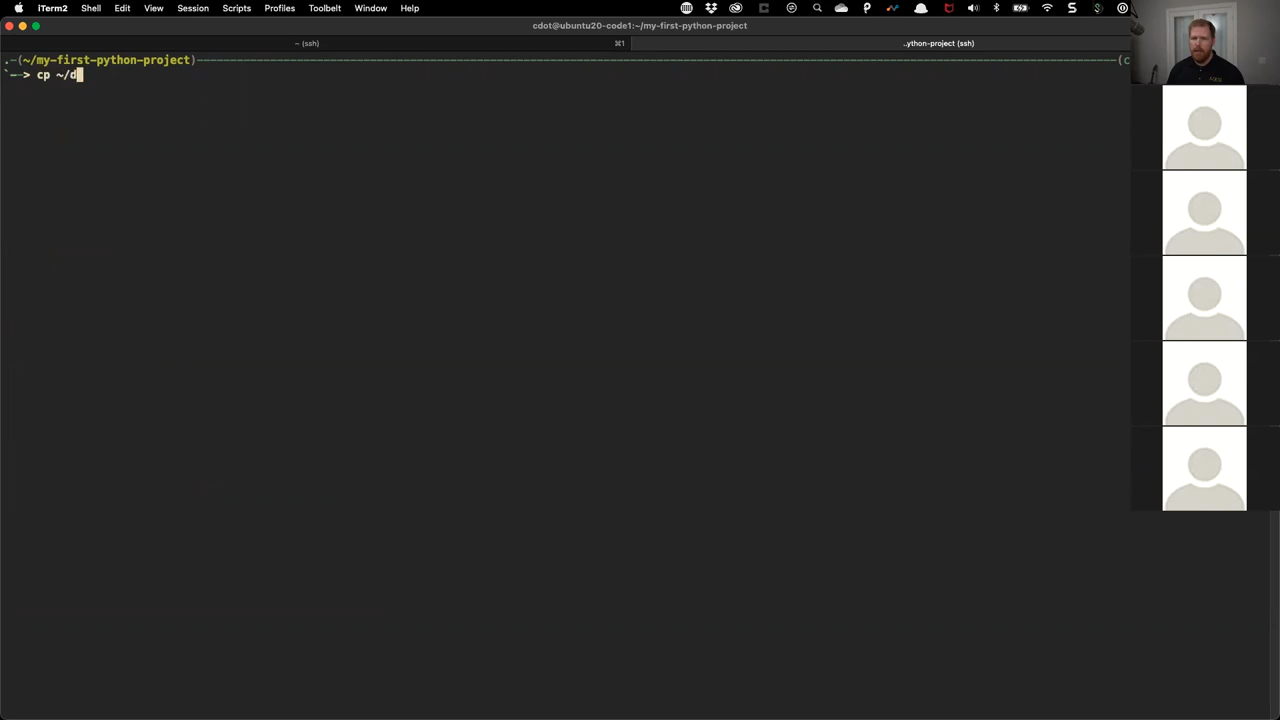 iTerm2 Shell Edit View Session Scripts Profiles Toolbelt Window Help
cdot@ubuntu20-code1:~/my-first-python-project
~ (ssh) ⌘1 ..ython-project (ssh)
.-(~/my-first-python-project)------(c
`--> cp ~/d